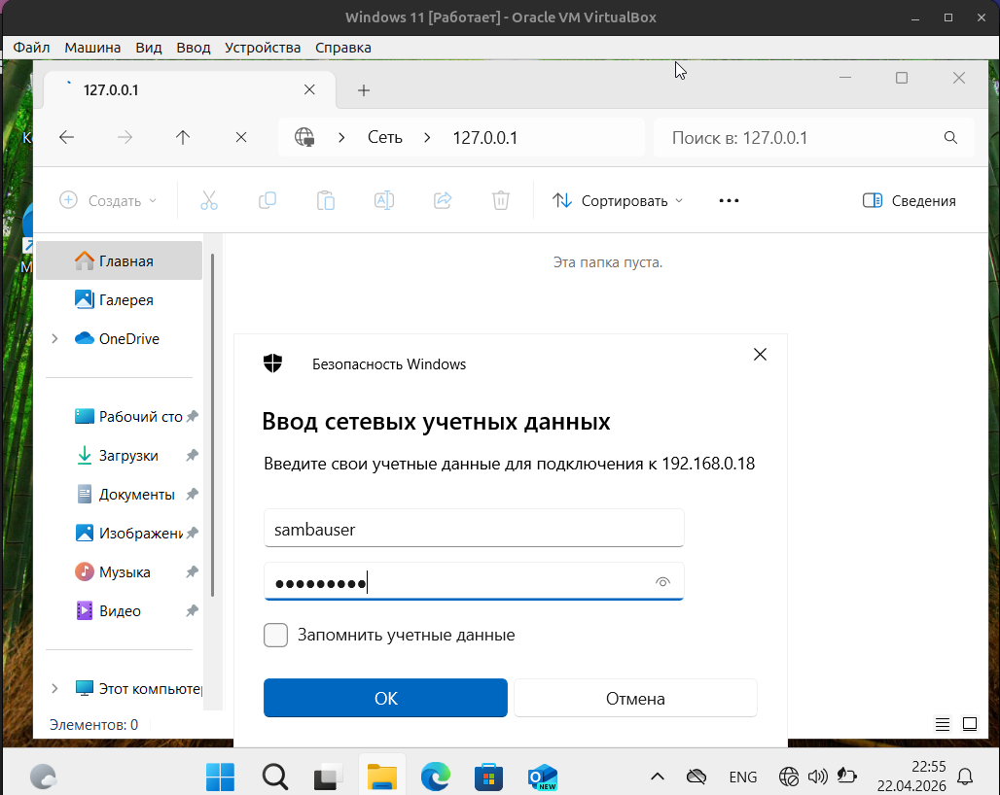 Windows 11 [Работает] - Oracle VM VirtualBox
Файл Машина Вид Ввод Устройства Справка
127.0.0.1
Сеть 127.0.0.1 Поиск в: 127.0.0.1
Создать Сортировать Сведения
Главная
Галерея
OneDrive
Рабочий сто
Загрузки
Документы
Изображени
Музыка
Видео
Этот компьютер
Элементов: 0
Эта папка пуста.
Безопасность Windows
Ввод сетевых учетных данных
Введите свои учетные данные для подключения к 192.168.0.18
sambauser
●●●●●●●●●
Запомнить учетные данные
OK Отмена
NEW
ENG
22:55
22.04.2026